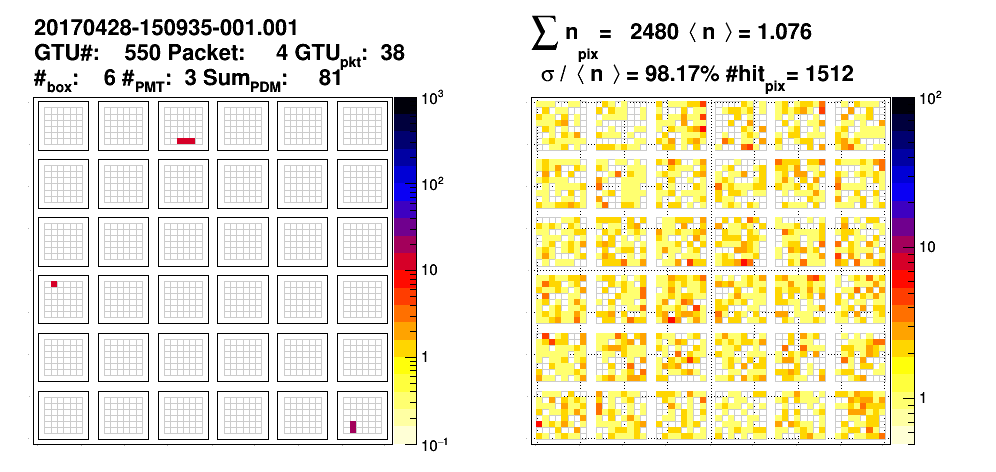 20170428-150935-001.001
GTU#: 550 Packet: 4 GTUpkt: 38
#box: 6 #PMT: 3 SumPDM: 81
10³
10²
10
1
10⁻¹
∑ npix = 2480 ⟨ n ⟩ = 1.076
σ / ⟨ n ⟩ = 98.17% #hitpix = 1512
10²
10
1